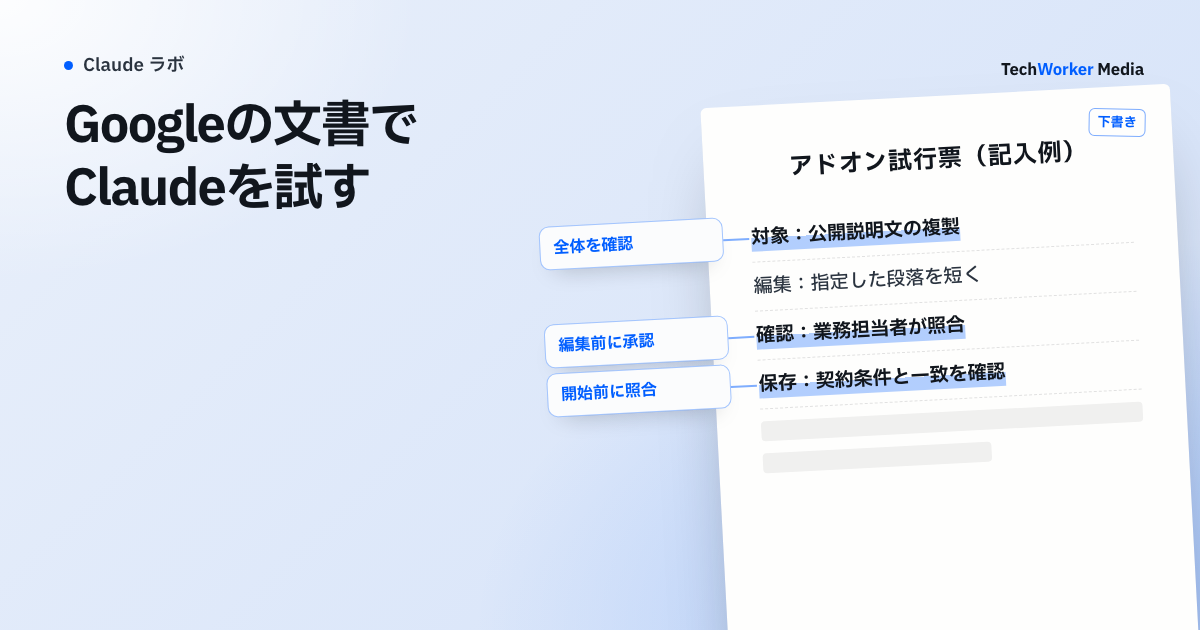 Claude ラボ
Googleの文書で
Claudeを試す
TechWorker Media
下書き
アドオン試行票（記入例）
全体を確認
対象：公開説明文の複製
編集：指定した段落を短く
編集前に承認
確認：業務担当者が照合
開始前に照合
保存：契約条件と一致を確認